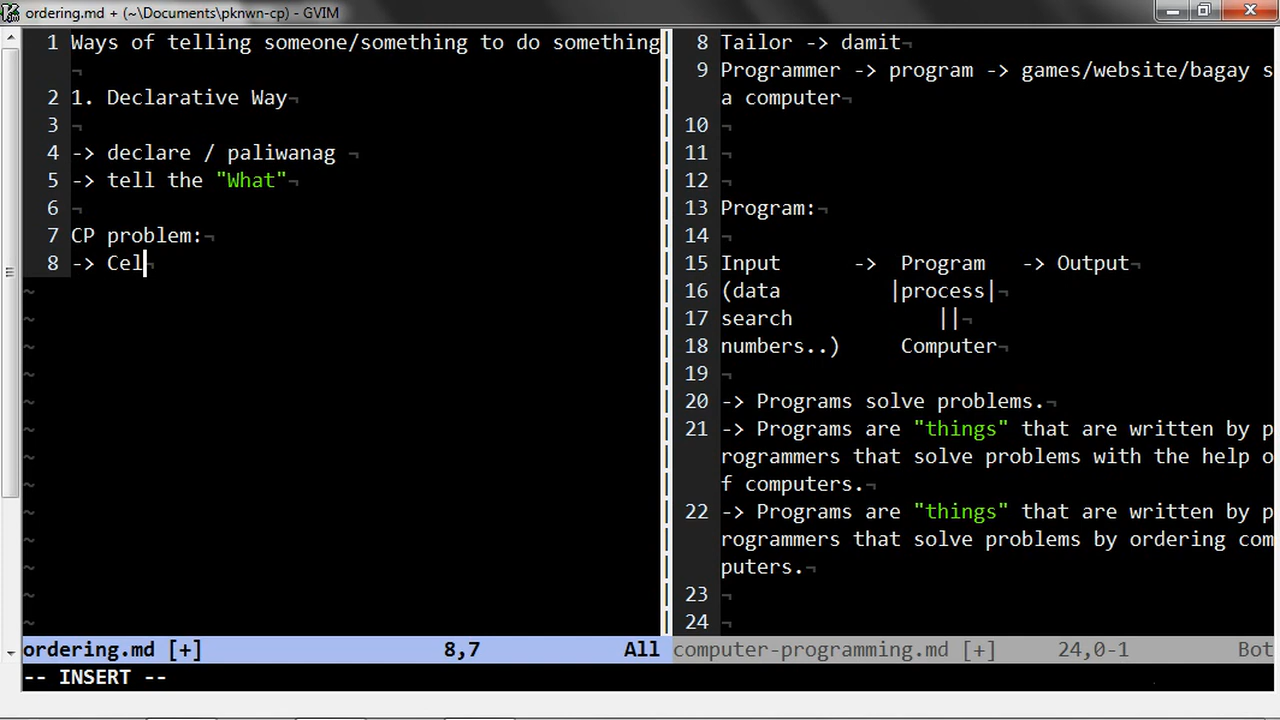 ordering.md + (~\Documents\pknwn-cp) - GVIM
1 Ways of telling someone/something to do something
¬
2 1. Declarative Way¬
3 ¬
4 -> declare / paliwanag ¬
5 -> tell the "What"¬
6 ¬
7 CP problem:¬
8 -> Cel¬
~
~
~
~
~
~
~
~
~
~
~
~
ordering.md [+] 8,7 All
-- INSERT --
8 Tailor -> damit¬
9 Programmer -> program -> games/website/bagay s
a computer¬
10 ¬
11 ¬
12 ¬
13 Program:¬
14 ¬
15 Input -> Program -> Output¬
16 (data |process|¬
17 search ||¬
18 numbers..) Computer¬
19 ¬
20 -> Programs solve problems.¬
21 -> Programs are "things" that are written by p
rogrammers that solve problems with the help o
f computers.¬
22 -> Programs are "things" that are written by p
rogrammers that solve problems by ordering com
puters.¬
23 ¬
24 ¬
computer-programming.md [+] 24,0-1 Bot